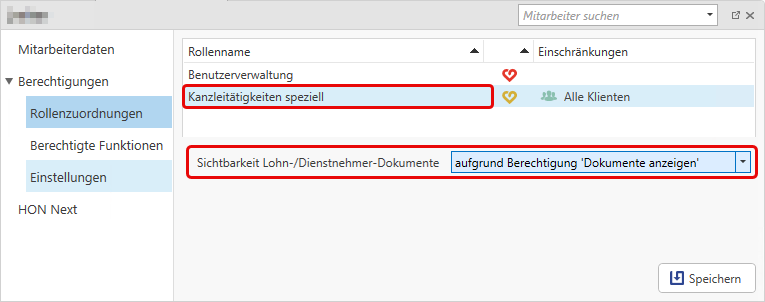 Mitarbeiter suchen
Mitarbeiterdaten
Berechtigungen
Rollenzuordnungen
Berechtigte Funktionen
Einstellungen
HON Next
Rollenname Einschränkungen
Benutzerverwaltung
Kanzleitätigkeiten speziell Alle Klienten
Sichtbarkeit Lohn-/Dienstnehmer-Dokumente aufgrund Berechtigung 'Dokumente anzeigen'
Speichern